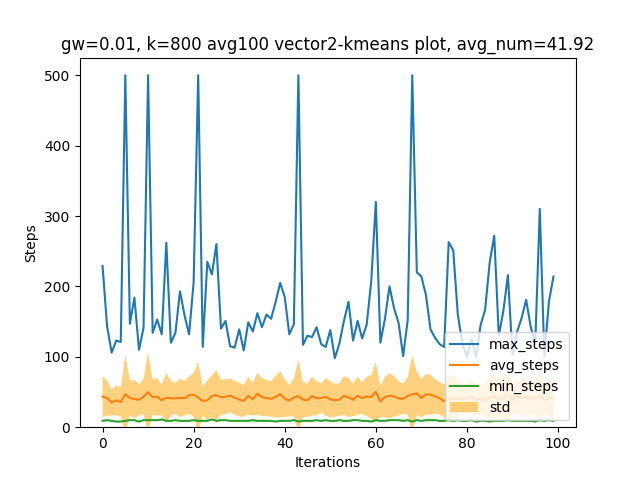 gw=0.01, k=800 avg100 vector2-kmeans plot, avg_num=41.92
Steps
500
400
300
200
100
0
0
20
40
60
80
100
Iterations
max_steps
avg_steps
min_steps
std